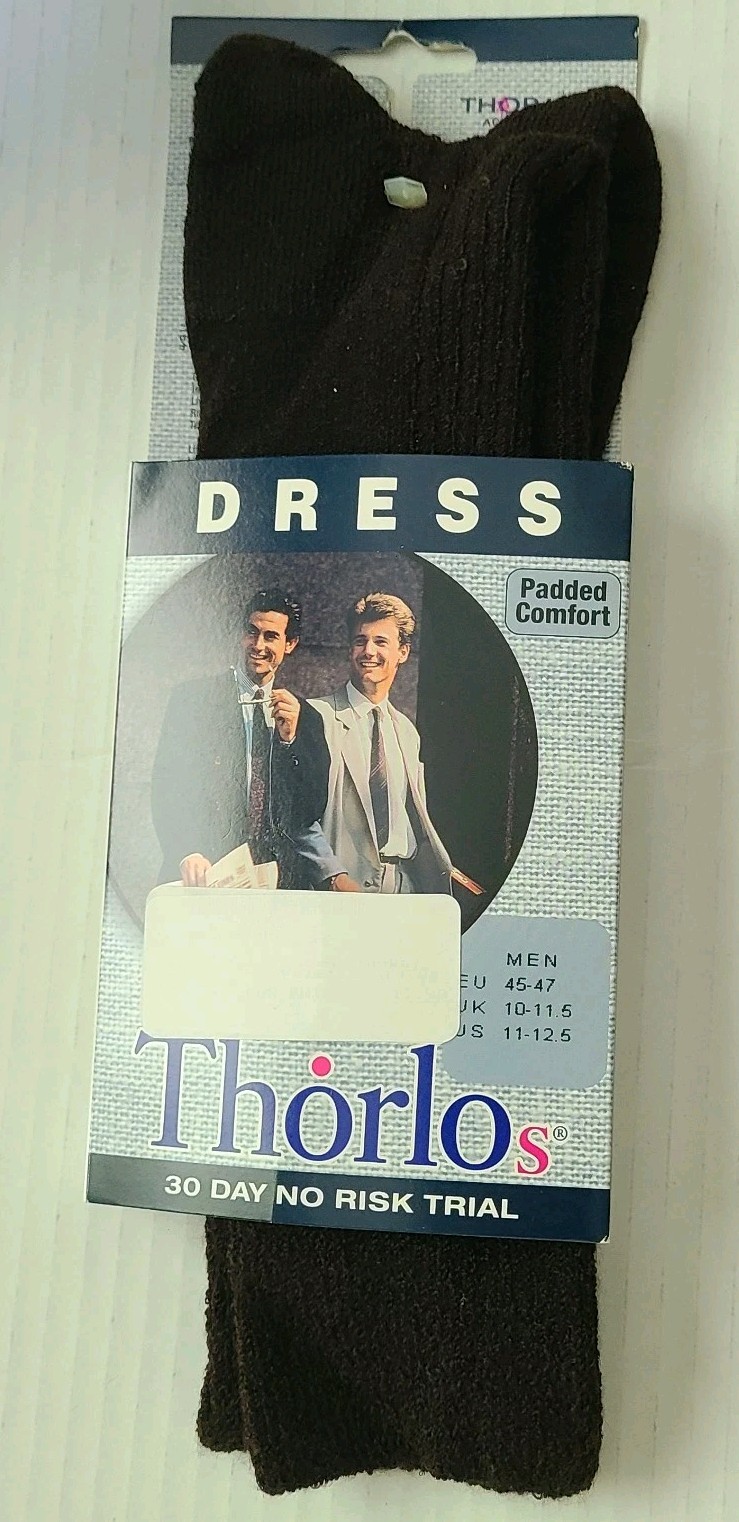 DRESS
Padded
Comfort
MEN
EU 45-47
UK 10-11.5
US 11-12.5
Thorlos®
30 DAY NO RISK TRIAL